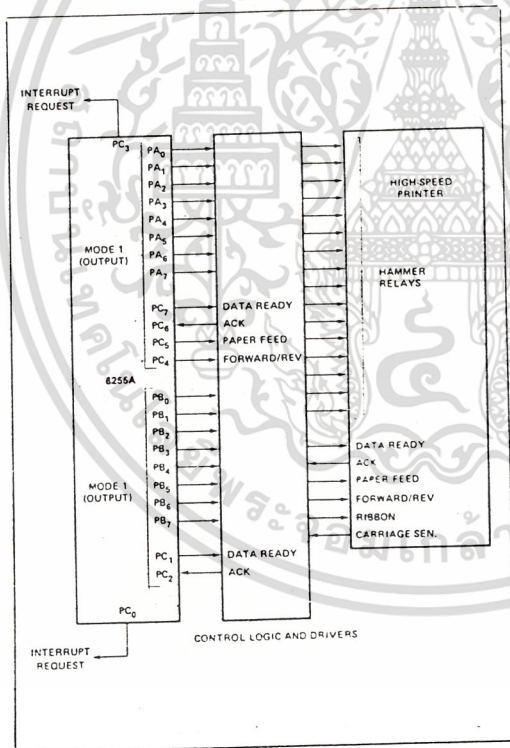 INTERRUPT
REQUEST
PC3
PA0
PA1
PA2
PA3
PA4
PA5
PA6
PA7
MODE 1
(OUTPUT)
PC7
PC6
PC5
PC4
8255A
PB0
PB1
PB2
PB3
PB4
PB5
PB6
PB7
MODE 1
(OUTPUT)
PC1
PC2
PC0
INTERRUPT
REQUEST
DATA READY
ACK
PAPER FEED
FORWARD/REV
DATA READY
ACK
CONTROL LOGIC AND DRIVERS
HIGH-SPEED
PRINTER
HAMMER
RELAYS
DATA READY
ACK
PAPER FEED
FORWARD/REV
RIBBON
CARRIAGE SEN.